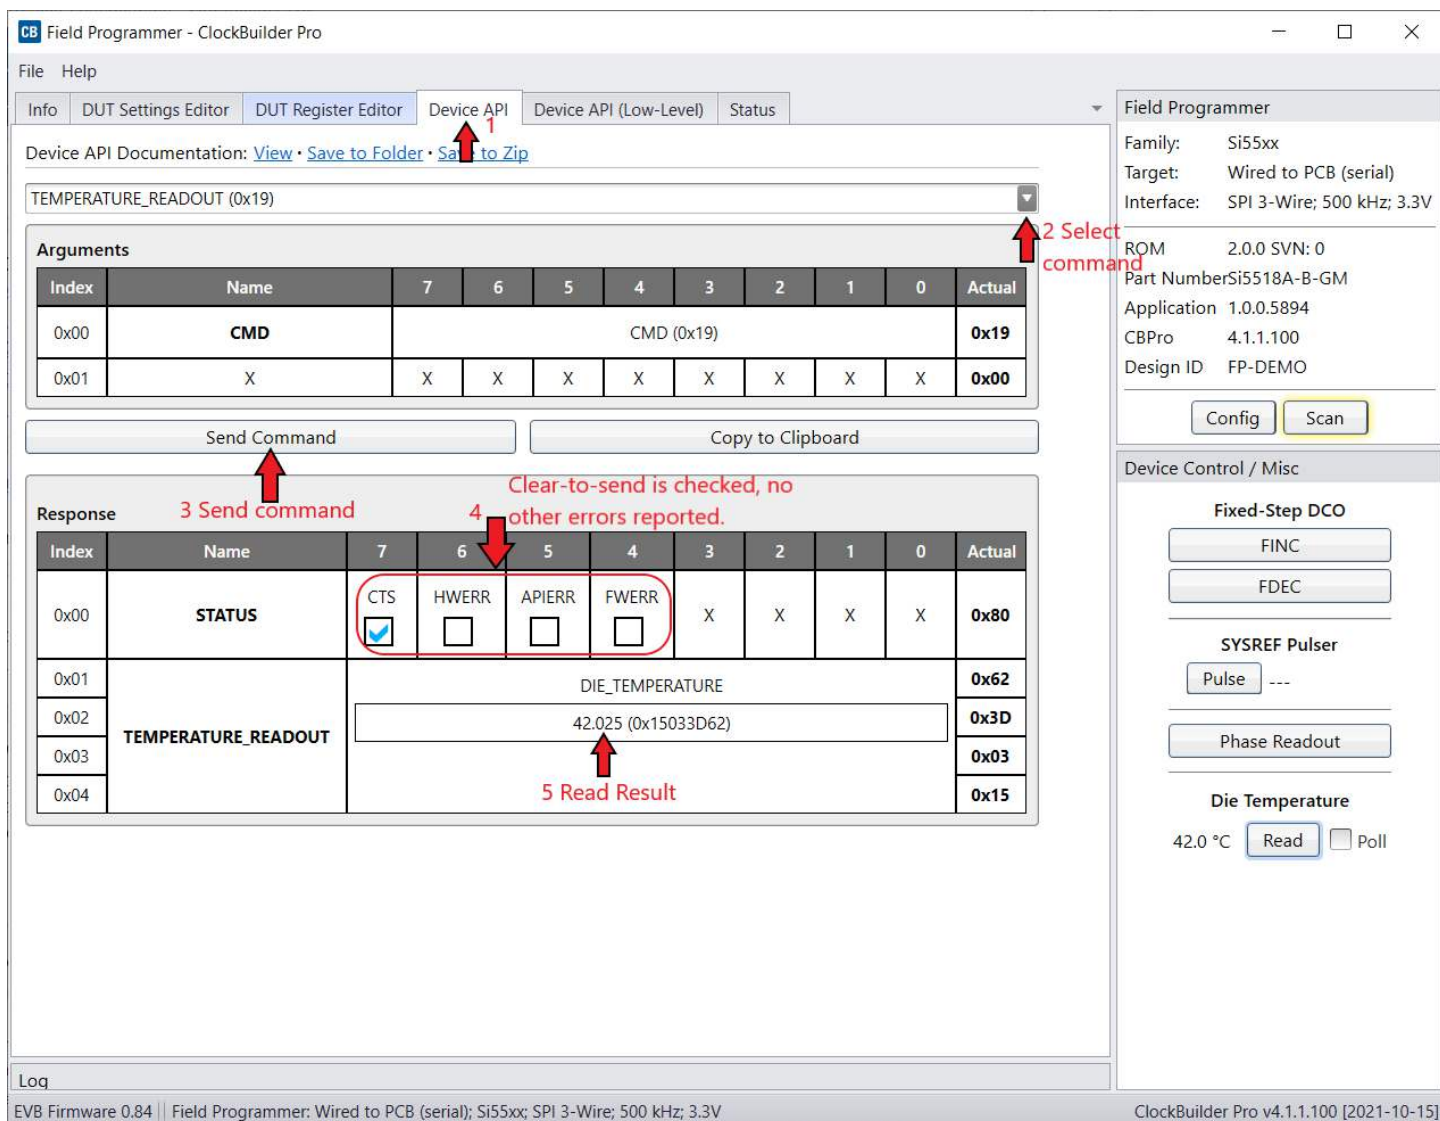 CB Field Programmer - ClockBuilder Pro
File Help
Info DUT Settings Editor DUT Register Editor Device API Device API (Low-Level) Status
1
Device API Documentation: View · Save to Folder · Save to Zip
TEMPERATURE_READOUT (0x19)
2 Select
command
Arguments
Index Name 7 6 5 4 3 2 1 0 Actual
0x00 CMD CMD (0x19) 0x19
0x01 X X X X X X X X X 0x00
Send Command Copy to Clipboard
3 Send command
4
Clear-to-send is checked, no
other errors reported.
Response
Index Name 7 6 5 4 3 2 1 0 Actual
CTS HWERR APIERR FWERR
0x00 STATUS X X X X 0x80
0x01 DIE_TEMPERATURE 0x62
0x02 42.025 (0x15033D62) 0x3D
TEMPERATURE_READOUT
0x03 0x03
0x04 5 Read Result 0x15
Log
Field Programmer
Family: Si55xx
Target: Wired to PCB (serial)
Interface: SPI 3-Wire; 500 kHz; 3.3V
ROM 2.0.0 SVN: 0
Part Number Si5518A-B-GM
Application 1.0.0.5894
CBPro 4.1.1.100
Design ID FP-DEMO
Config Scan
Device Control / Misc
Fixed-Step DCO
FINC
FDEC
SYSREF Pulser
Pulse ---
Phase Readout
Die Temperature
42.0 °C Read Poll
EVB Firmware 0.84 Field Programmer: Wired to PCB (serial); Si55xx; SPI 3-Wire; 500 kHz; 3.3V ClockBuilder Pro v4.1.1.100 [2021-10-15]